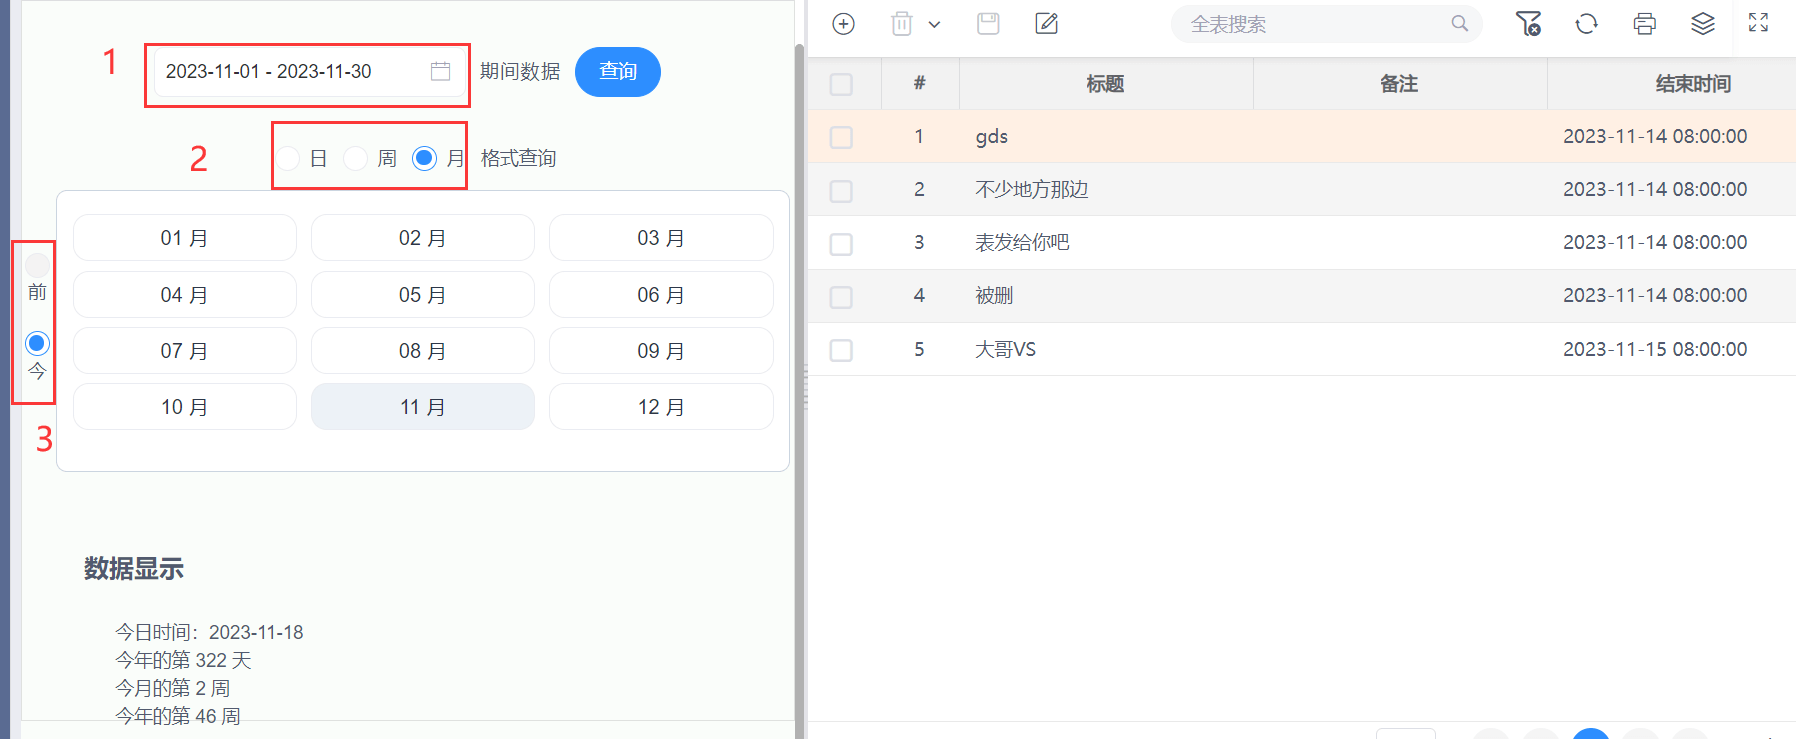 1
2023-11-01 - 2023-11-30 期间数据 查询
2
日 周 月 格式查询
01 月 02 月 03 月
前
04 月 05 月 06 月
07 月 08 月 09 月
今
10 月 11 月 12 月
3
数据显示
今日时间：2023-11-18
今年的第 322 天
今月的第 2 周
今年的第 46 周
全表搜索
# 标题 备注 结束时间
1 gds 2023-11-14 08:00:00
2 不少地方那边 2023-11-14 08:00:00
3 表发给你吧 2023-11-14 08:00:00
4 被删 2023-11-14 08:00:00
5 大哥VS 2023-11-15 08:00:00